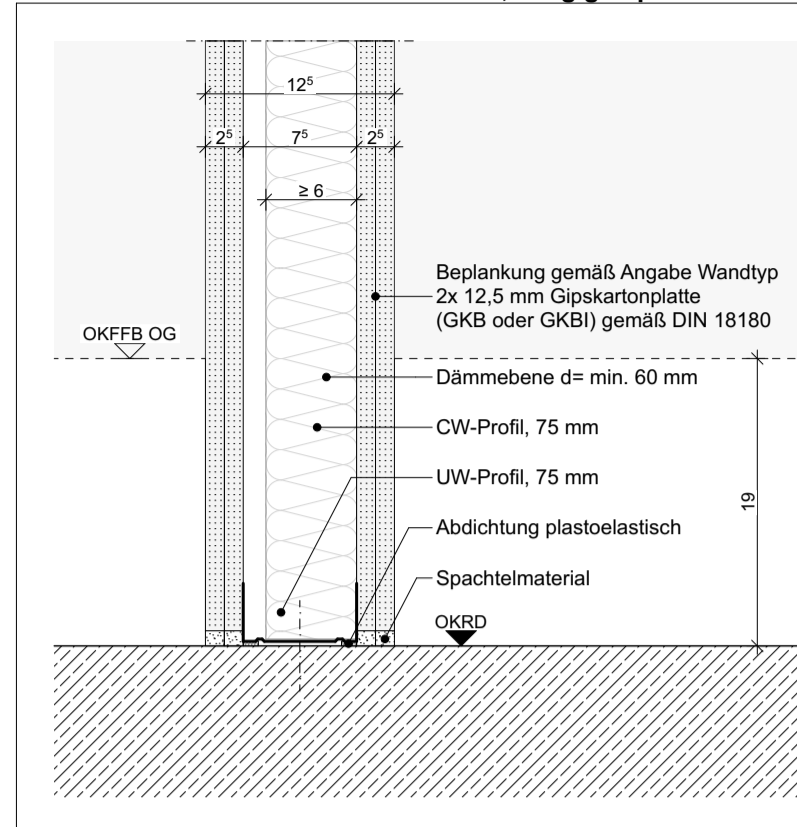 12⁵
2⁵ 7⁵ 2⁵
≥ 6
Beplankung gemäß Angabe Wandtyp
2x 12,5 mm Gipskartonplatte
(GKB oder GKBI) gemäß DIN 18180
OKFFB OG
Dämmebene d= min. 60 mm
CW-Profil, 75 mm
UW-Profil, 75 mm
19
Abdichtung plastoelastisch
Spachtelmaterial
OKRD